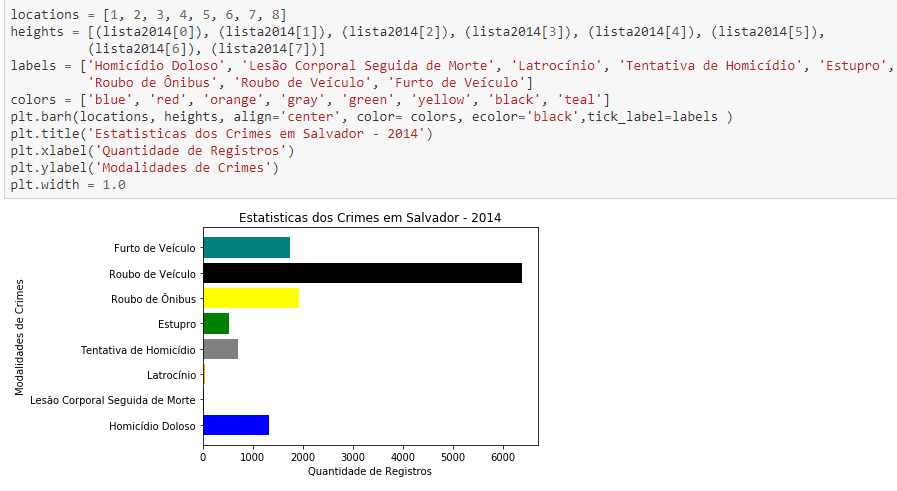 locations = [1, 2, 3, 4, 5, 6, 7, 8]
heights = [(lista2014[0]), (lista2014[1]), (lista2014[2]), (lista2014[3]), (lista2014[4]), (lista2014[5]),
(lista2014[6]), (lista2014[7])]
labels = ['Homicídio Doloso', 'Lesão Corporal Seguida de Morte', 'Latrocínio', 'Tentativa de Homicídio', 'Estupro',
'Roubo de Ônibus', 'Roubo de Veículo', 'Furto de Veículo']
colors = ['blue', 'red', 'orange', 'gray', 'green', 'yellow', 'black', 'teal']
plt.barh(locations, heights, align='center', color= colors, ecolor='black',tick_label=labels )
plt.title('Estatisticas dos Crimes em Salvador - 2014')
plt.xlabel('Quantidade de Registros')
plt.ylabel('Modalidades de Crimes')
plt.width = 1.0
Estatisticas dos Crimes em Salvador - 2014
Modalidades de Crimes
Furto de Veículo
Roubo de Veículo
Roubo de Ônibus
Estupro
Tentativa de Homicídio
Latrocínio
Lesão Corporal Seguida de Morte
Homicídio Doloso
0 1000 2000 3000 4000 5000 6000
Quantidade de Registros